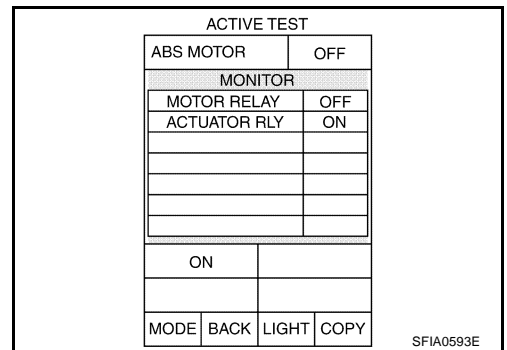 ACTIVE TEST
ABS MOTOR OFF
MONITOR
MOTOR RELAY OFF
ACTUATOR RLY ON
ON
MODE BACK LIGHT COPY
SFIA0593E